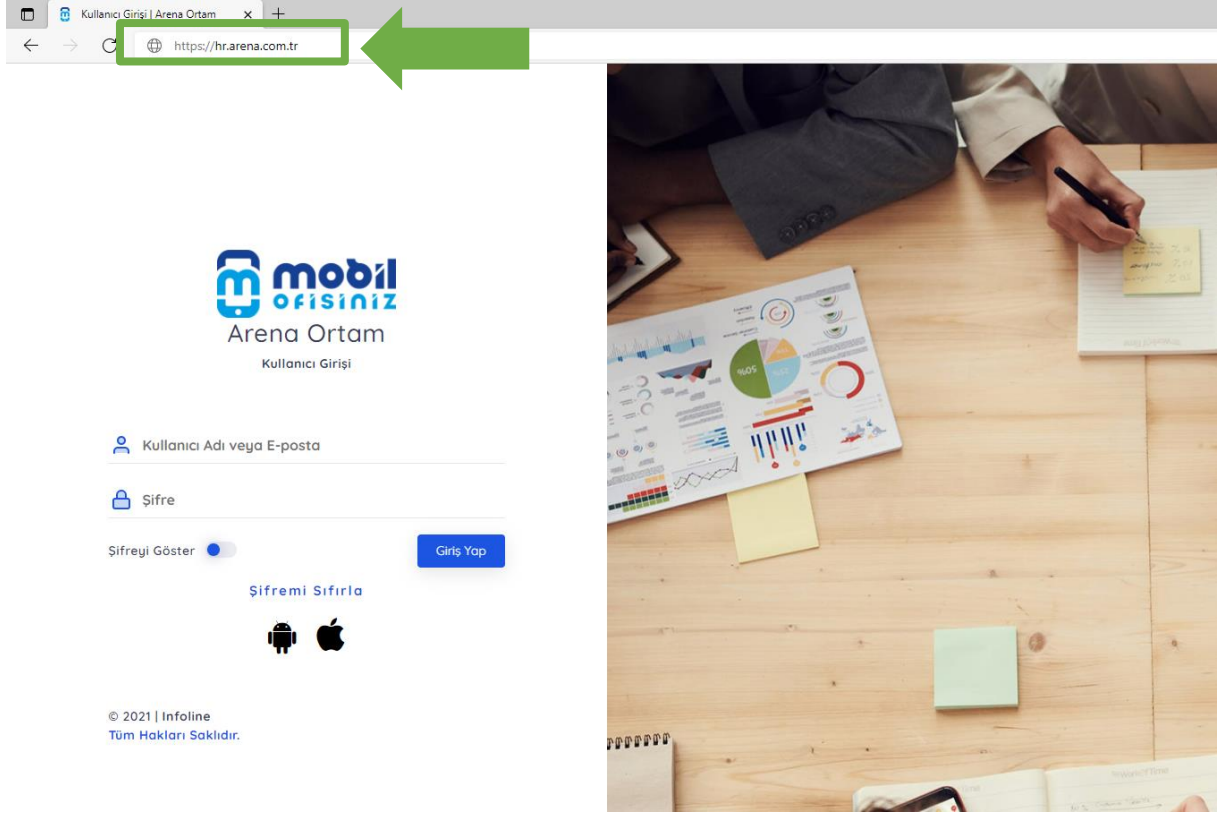 Kullanıcı Girişi | Arena Ortam
https://hr.arena.com.tr
mobil
ofisiniz
Arena Ortam
Kullanıcı Girişi
Kullanıcı Adı veya E-posta
Şifre
Şifreyi Göster
Giriş Yap
Şifremi Sıfırla
© 2021 | Infoline
Tüm Hakları Saklıdır.
50%